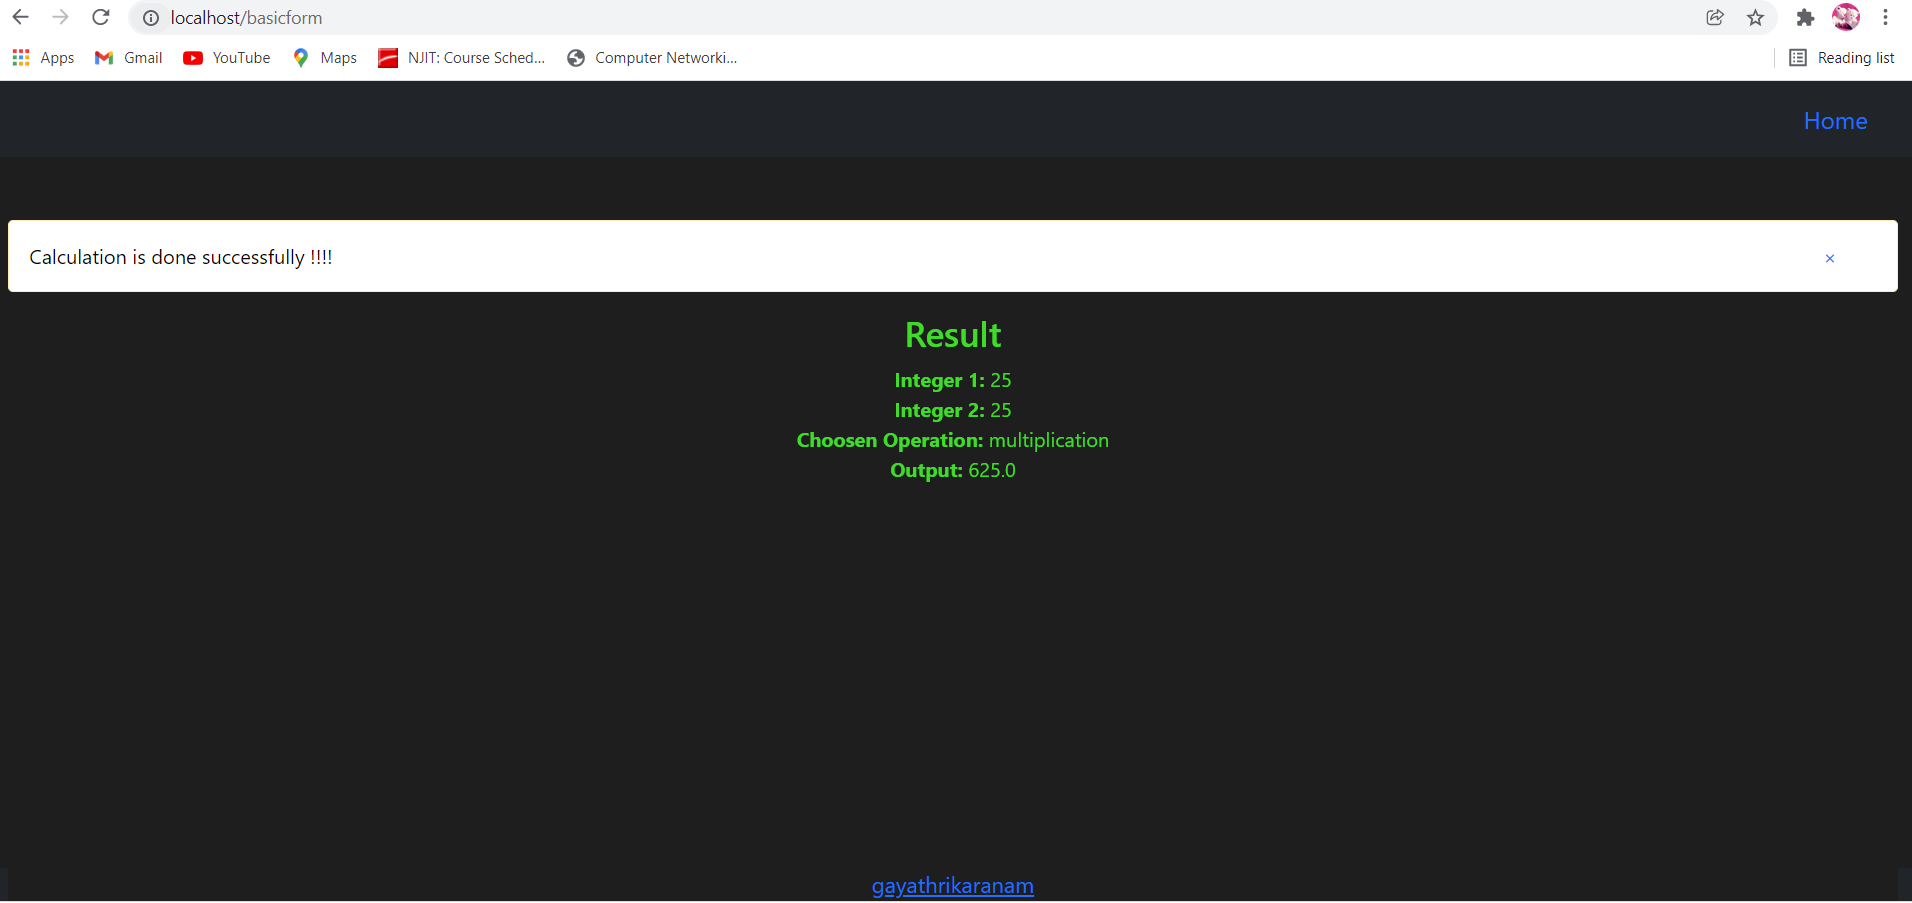 localhost/basicform
Apps Gmail YouTube Maps NJIT: Course Sched... Computer Networki... Reading list
Home
Calculation is done successfully !!!! ×
Result
Integer 1: 25
Integer 2: 25
Choosen Operation: multiplication
Output: 625.0
gayathrikaranam